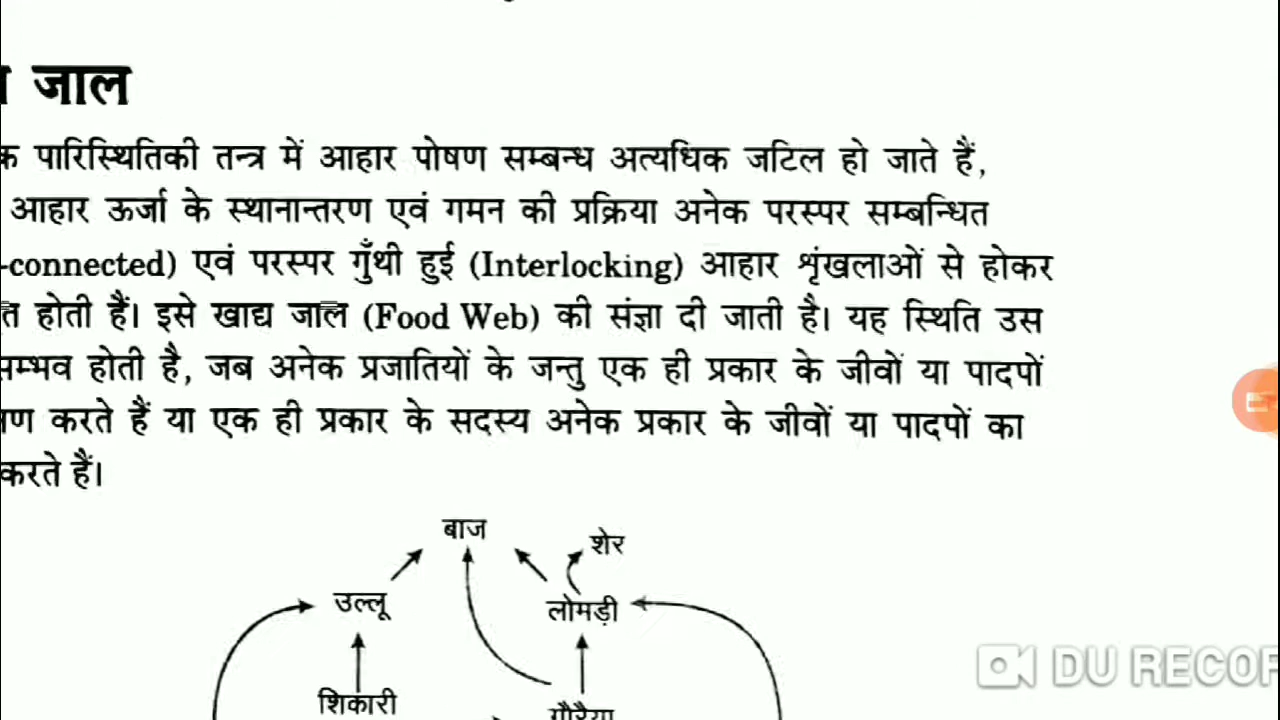 जाल
पारिस्थितिकी तन्त्र में आहार पोषण सम्बन्ध अत्यधिक जटिल हो जाते हैं,
आहार ऊर्जा के स्थानान्तरण एवं गमन की प्रक्रिया अनेक परस्पर सम्बन्धित
-connected) एवं परस्पर गुँथी हुई (Interlocking) आहार शृंखलाओं से होकर
त होती हैं। इसे खाद्य जाल (Food Web) की संज्ञा दी जाती है। यह स्थिति उस
सम्भव होती है, जब अनेक प्रजातियों के जन्तु एक ही प्रकार के जीवों या पादपों
करते हैं या एक ही प्रकार के सदस्य अनेक प्रकार के जीवों या पादपों का
करते हैं।
बाज
शेर
उल्लू
लोमड़ी
शिकारी
गौरैया
DU RECOR